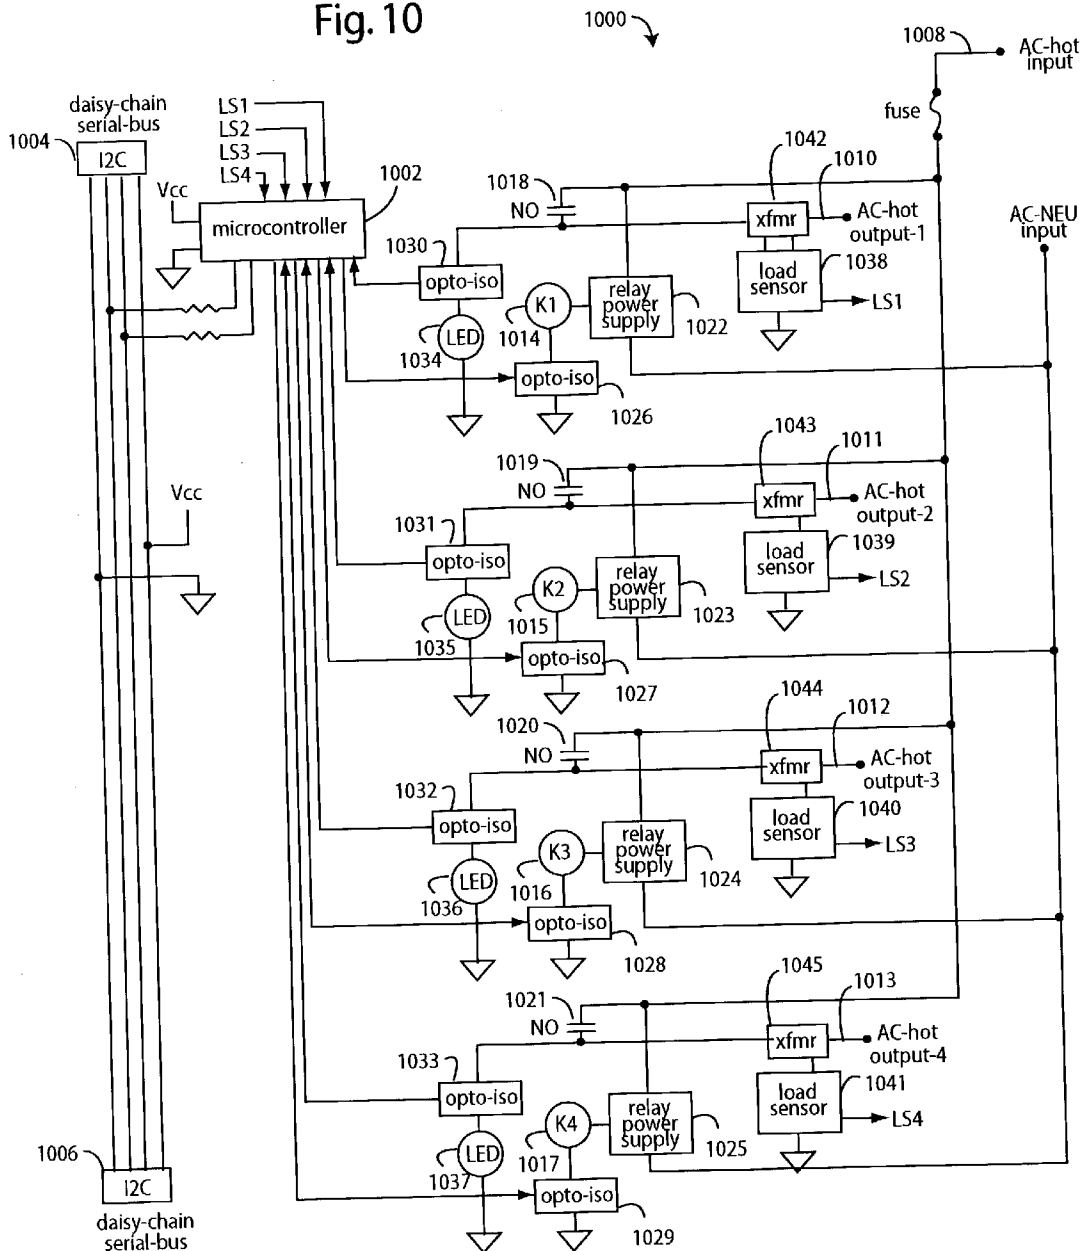 Fig. 10
1000
1008
AC-hot
input
fuse
daisy-chain
serial-bus
1004
I2C
LS1
LS2
LS3
LS4
Vcc
1002
microcontroller
1042
1010
1018
NO
xfmr
AC-hot
output-1
AC-NEU
input
1030
opto-iso
load
sensor
1038
LS1
K1
1014
relay
power
supply
1022
LED
1034
opto-iso
1026
1043
1011
1019
NO
xfmr
AC-hot
output-2
Vcc
1031
opto-iso
load
sensor
1039
LS2
K2
1015
relay
power
supply
1023
LED
1035
opto-iso
1027
1044
1012
1020
NO
xfmr
AC-hot
output-3
1032
opto-iso
load
sensor
1040
LS3
K3
1016
relay
power
supply
1024
LED
1036
opto-iso
1028
1045
1013
1021
NO
xfmr
AC-hot
output-4
1033
opto-iso
load
sensor
1041
LS4
K4
1017
relay
power
supply
1025
LED
1037
opto-iso
1029
1006
I2C
daisy-chain
serial-bus